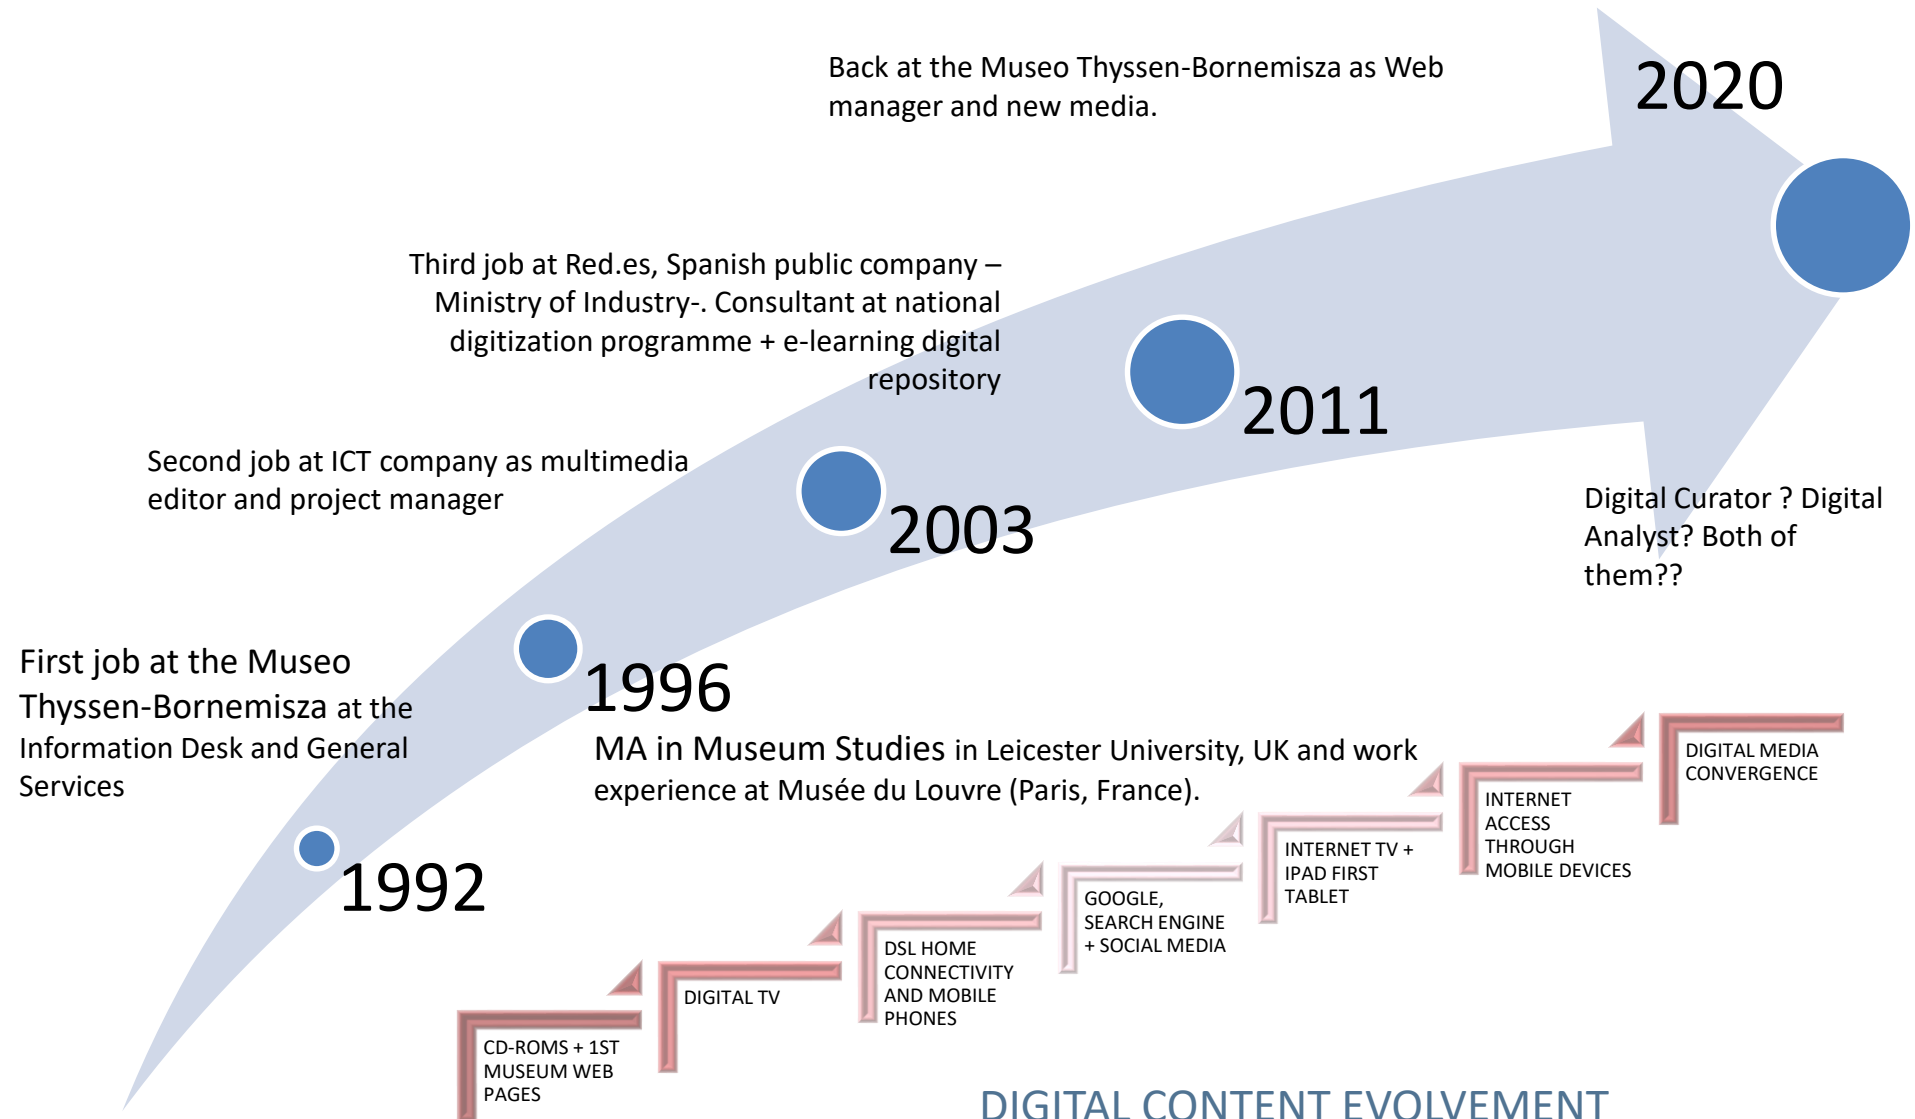 Back at the Museo Thyssen-Bornemisza as Web
manager and new media.
2020
Third job at Red.es, Spanish public company –
Ministry of Industry-. Consultant at national
digitization programme + e-learning digital
repository
2011
Second job at ICT company as multimedia
editor and project manager
2003
Digital Curator ? Digital
Analyst? Both of
them??
First job at the Museo
Thyssen-Bornemisza at the
Information Desk and General
Services
1996
MA in Museum Studies in Leicester University, UK and work
experience at Musée du Louvre (Paris, France).
1992
CD-ROMS + 1ST
MUSEUM WEB
PAGES
DIGITAL TV
DSL HOME
CONNECTIVITY
AND MOBILE
PHONES
GOOGLE,
SEARCH ENGINE
+ SOCIAL MEDIA
INTERNET TV +
IPAD FIRST
TABLET
INTERNET
ACCESS
THROUGH
MOBILE DEVICES
DIGITAL MEDIA
CONVERGENCE
DIGITAL CONTENT EVOLVEMENT